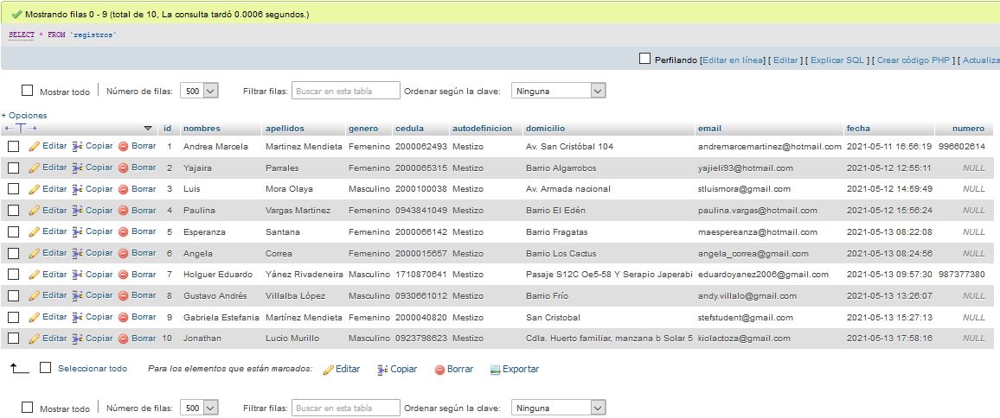 Mostrando filas 0 - 9 (total de 10, La consulta tardó 0.0006 segundos.)
SELECT * FROM `registros`
Perfilando [Editar en línea] [ Editar ] [ Explicar SQL ] [ Crear código PHP ] [ Actualiza
Mostrar todo Número de filas: 500 Filtrar filas: Buscar en esta tabla Ordenar según la clave: Ninguna
+ Opciones
←T→ id nombres apellidos genero cedula autodefinicion domicilio email fecha numero
Editar Copiar Borrar 1 Andrea Marcela Martinez Mendieta Femenino 2000062493 Mestizo Av. San Cristóbal 104 andremarcemartinez@hotmail.com 2021-05-11 16:56:19 996602614
Editar Copiar Borrar 2 Yajaira Parrales Femenino 2000065315 Mestizo Barrio Algarrobos yajieli93@hotmail.com 2021-05-12 12:55:11 NULL
Editar Copiar Borrar 3 Luis Mora Olaya Masculino 2000100038 Mestizo Av. Armada nacional stluismora@gmail.com 2021-05-12 14:59:49 NULL
Editar Copiar Borrar 4 Paulina Vargas Martinez Femenino 0943841049 Mestizo Barrio El Edén paulina.vargas@hotmail.com 2021-05-12 15:56:24 NULL
Editar Copiar Borrar 5 Esperanza Santana Femenino 2000066142 Mestizo Barrio Fragatas maespereanza@hotmail.com 2021-05-13 08:22:08 NULL
Editar Copiar Borrar 6 Angela Correa Femenino 2000015657 Mestizo Barrio Los Cactus angela_correa@gmail.com 2021-05-13 08:24:56 NULL
Editar Copiar Borrar 7 Holguer Eduardo Yánez Rivadeneira Masculino 1710870641 Mestizo Pasaje S12C Oe5-58 Y Serapio Japerabi eduardoyanez2006@gmail.com 2021-05-13 09:57:30 987377380
Editar Copiar Borrar 8 Gustavo Andrés Villalba López Masculino 0930661012 Mestizo Barrio Frío andy.villalo@gmail.com 2021-05-13 13:26:07 NULL
Editar Copiar Borrar 9 Gabriela Estefania Martínez Mendieta Femenino 2000040820 Mestizo San Cristobal stefstudent@gmail.com 2021-05-13 15:27:13 NULL
Editar Copiar Borrar 10 Jonathan Lucio Murillo Masculino 0923798623 Mestizo Cdla. Huerto familiar, manzana b Solar 5 kiolactoza@gmail.com 2021-05-13 17:58:16 NULL
Seleccionar todo Para los elementos que están marcados: Editar Copiar Borrar Exportar
Mostrar todo Número de filas: 500 Filtrar filas: Buscar en esta tabla Ordenar según la clave: Ninguna